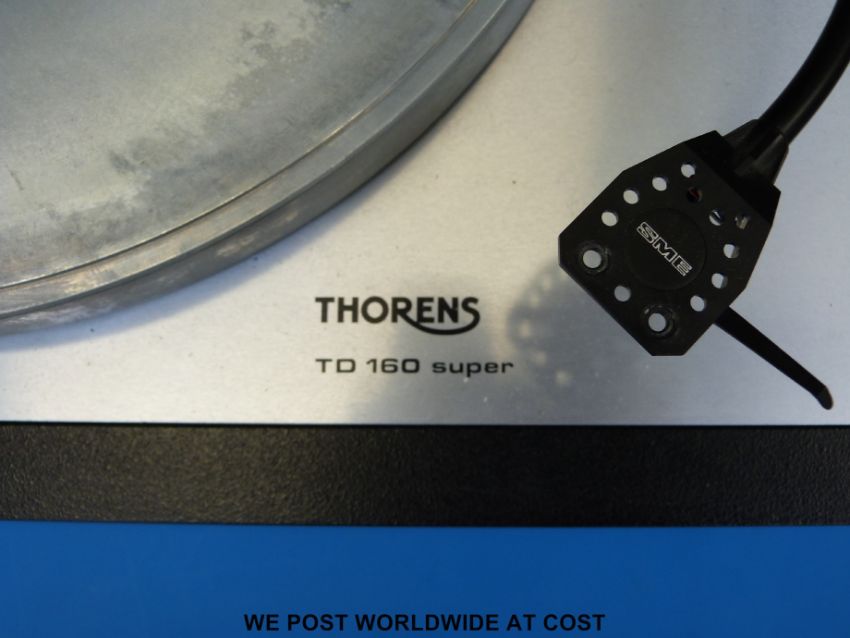 SME
THORENS
TD 160 super
WE POST WORLDWIDE AT COST